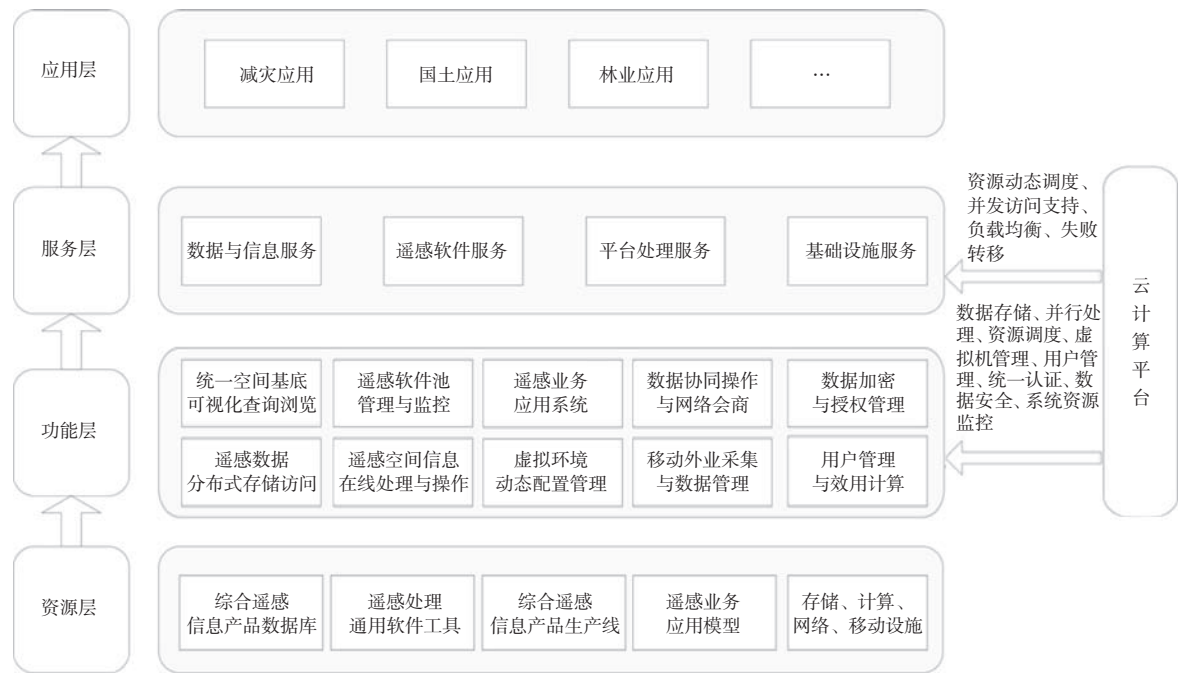 应用层
减灾应用
国土应用
林业应用
…
服务层
数据与信息服务
遥感软件服务
平台处理服务
基础设施服务
资源动态调度、
并发访问支持、
负载均衡、失败
转移
功能层
统一空间基底
可视化查询浏览
遥感软件池
管理与监控
遥感业务
应用系统
数据协同操作
与网络会商
数据加密
与授权管理
遥感数据
分布式存储访问
遥感空间信息
在线处理与操作
虚拟环境
动态配置管理
移动外业采集
与数据管理
用户管理
与效用计算
数据存储、并行处
理、资源调度、虚
拟机管理、用户管
理、统一认证、数
据安全、系统资源
监控
云
计
算
平
台
资源层
综合遥感
信息产品数据库
遥感处理
通用软件工具
综合遥感
信息产品生产线
遥感业务
应用模型
存储、计算、
网络、移动设施